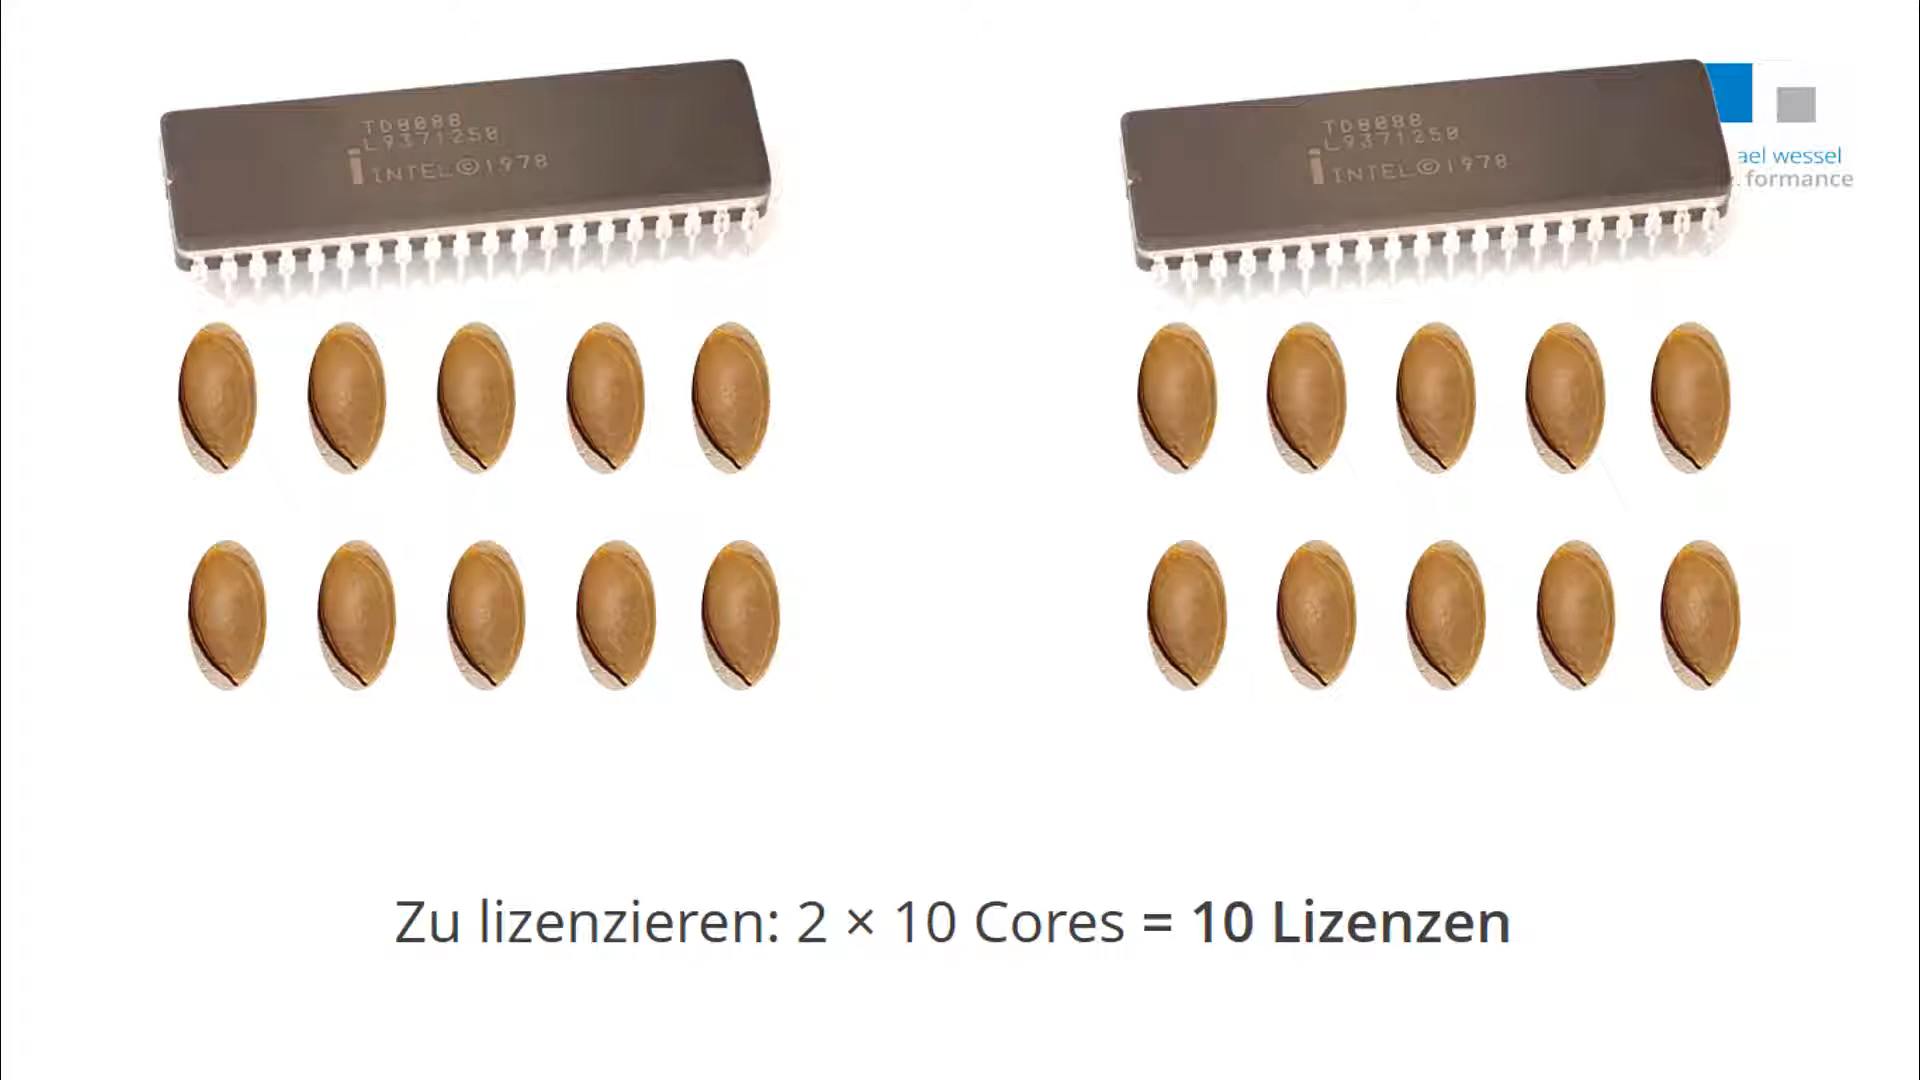 TD8088
L9371250
INTEL©1978
TD8088
L9371250
INTEL©1978
ael wessel
formance
Zu lizenzieren: 2 × 10 Cores = 10 Lizenzen